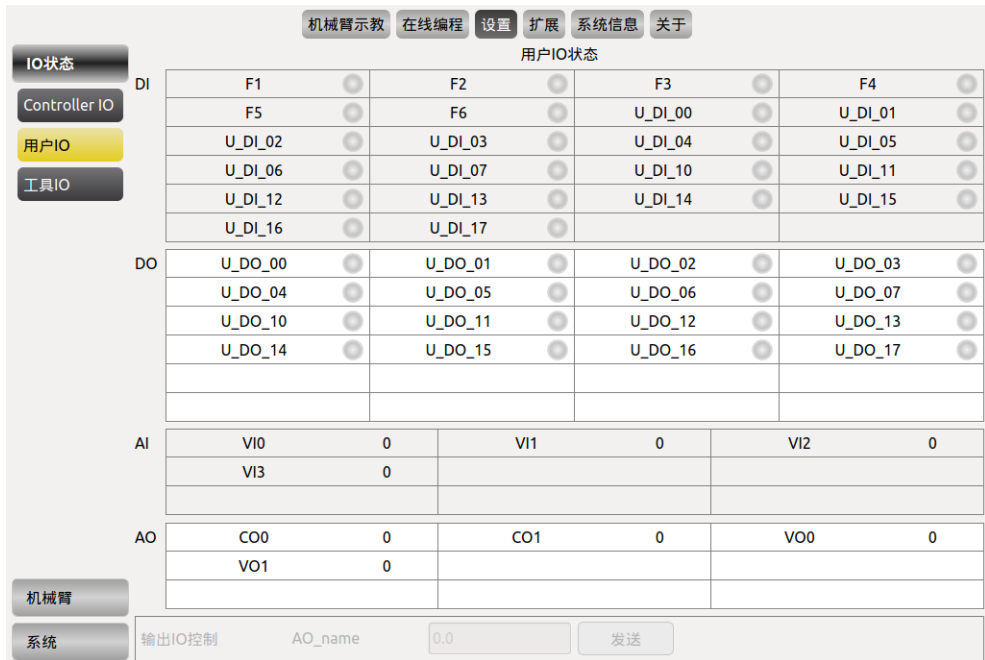 机械臂示教 在线编程 设置 扩展 系统信息 关于
IO状态
Controller IO
用户IO
工具IO
用户IO状态
DI
F1 F2 F3 F4
F5 F6 U_DI_00 U_DI_01
U_DI_02 U_DI_03 U_DI_04 U_DI_05
U_DI_06 U_DI_07 U_DI_10 U_DI_11
U_DI_12 U_DI_13 U_DI_14 U_DI_15
U_DI_16 U_DI_17
DO
U_DO_00 U_DO_01 U_DO_02 U_DO_03
U_DO_04 U_DO_05 U_DO_06 U_DO_07
U_DO_10 U_DO_11 U_DO_12 U_DO_13
U_DO_14 U_DO_15 U_DO_16 U_DO_17
AI
VI0 0 VI1 0 VI2 0
VI3 0
AO
CO0 0 CO1 0 VO0 0
VO1 0
机械臂
系统
输出IO控制 AO_name 0.0 发送